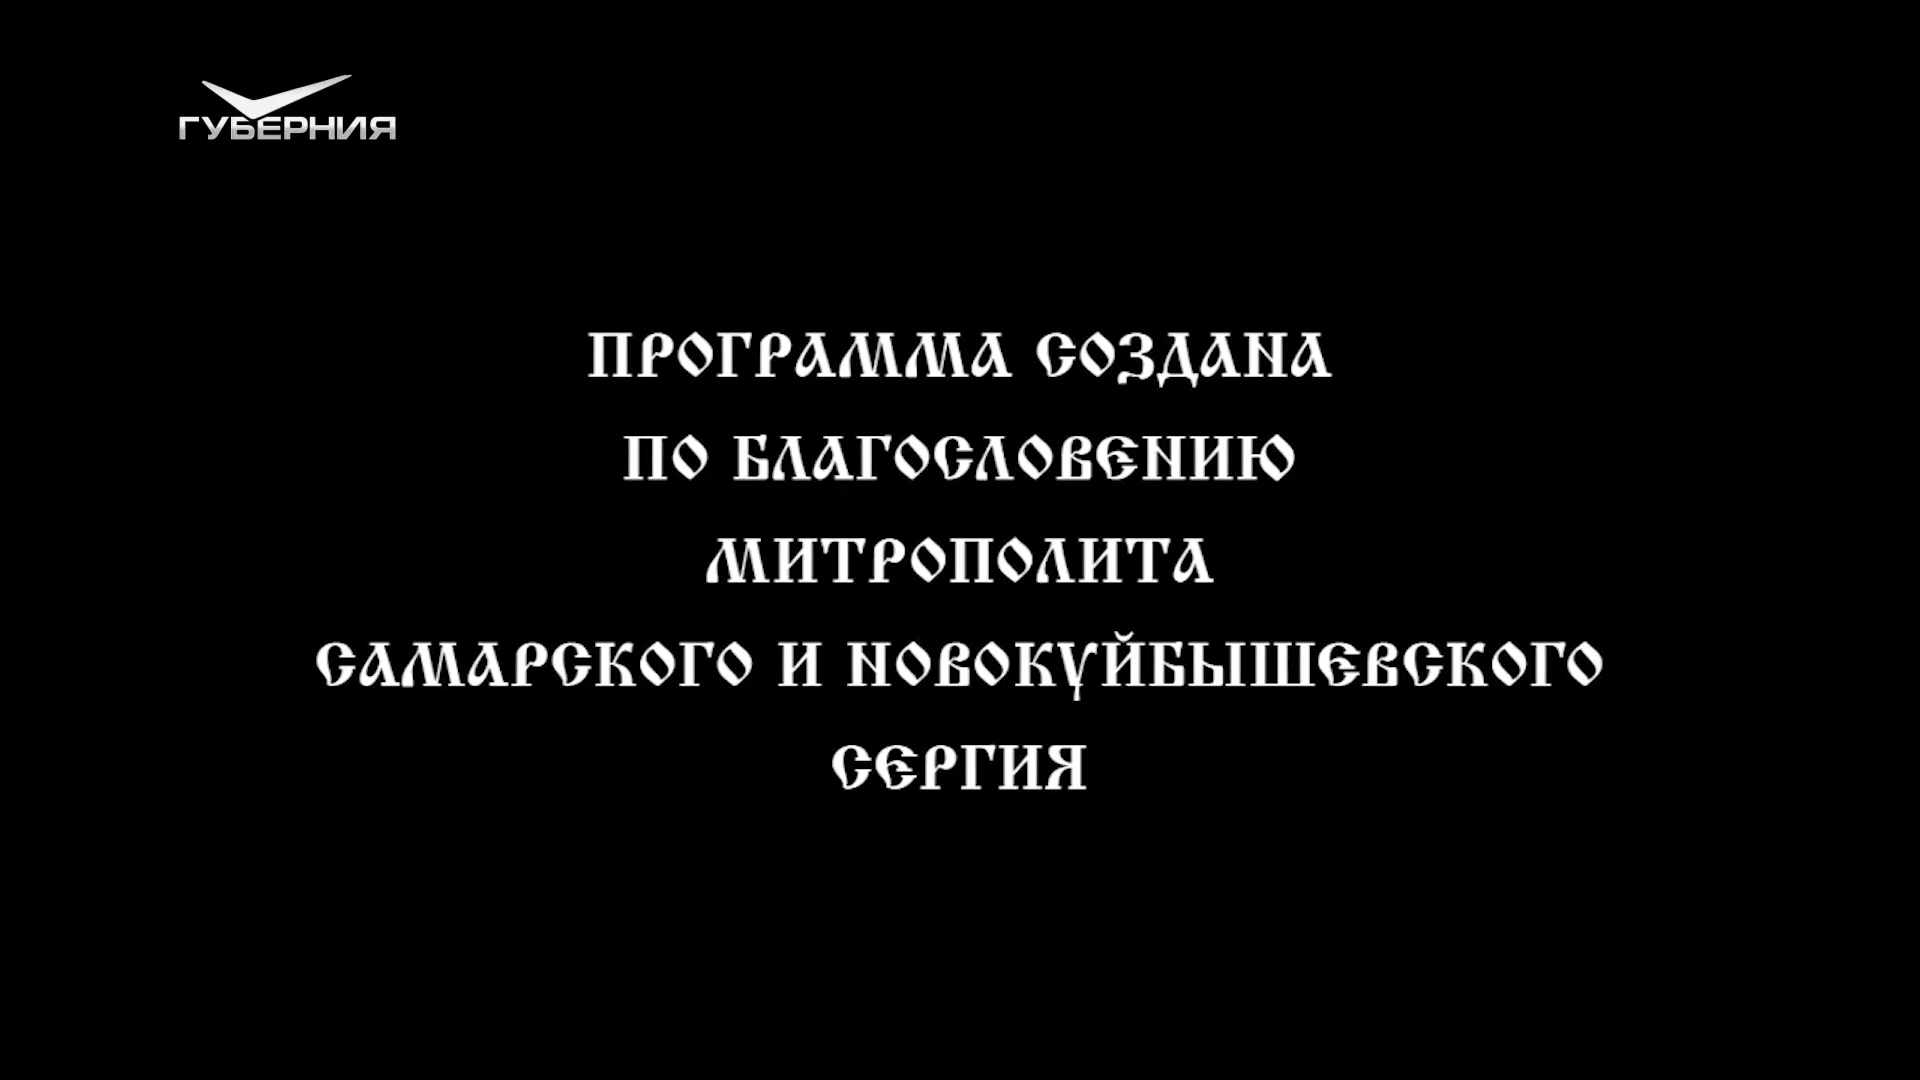 ГУБЕРНИЯ
ПРОГРАММА СОЗДАНА
ПО БЛАГОСЛОВЕНИЮ
МИТРОПОЛИТА
САМАРСКОГО И НОВОКУЙБЫШЕВСКОГО
СЕРГИЯ